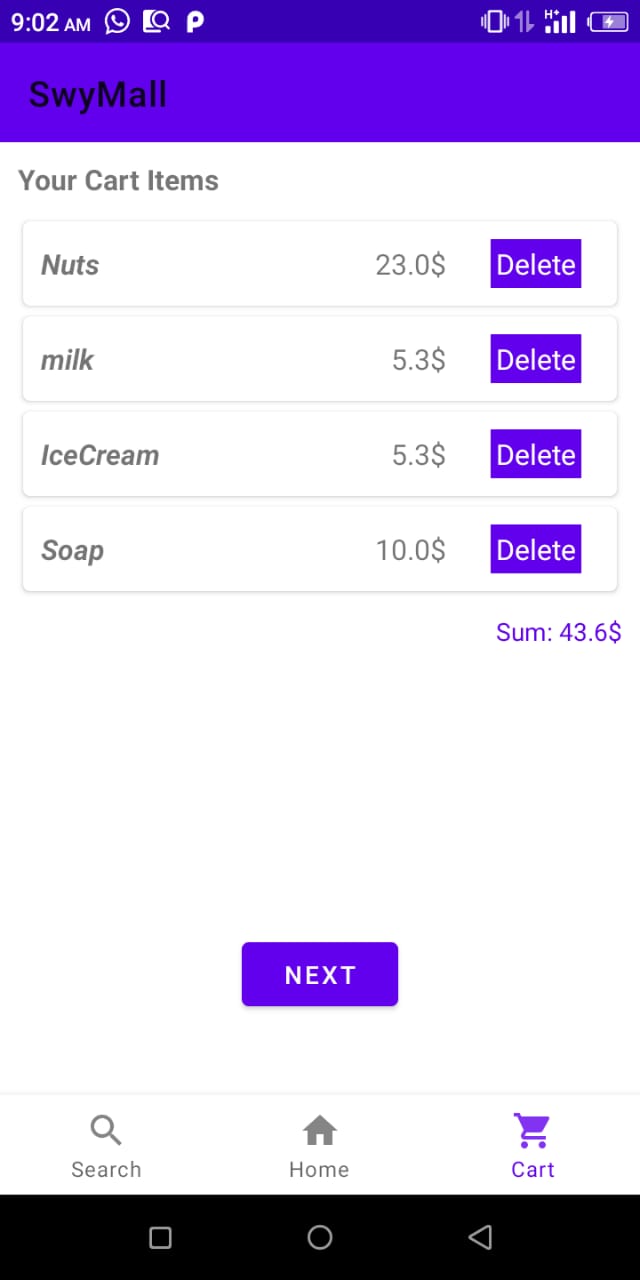 9:02 AM H+
SwyMall
Your Cart Items
Nuts 23.0$ Delete
milk 5.3$ Delete
IceCream 5.3$ Delete
Soap 10.0$ Delete
Sum: 43.6$
NEXT
Search Home Cart